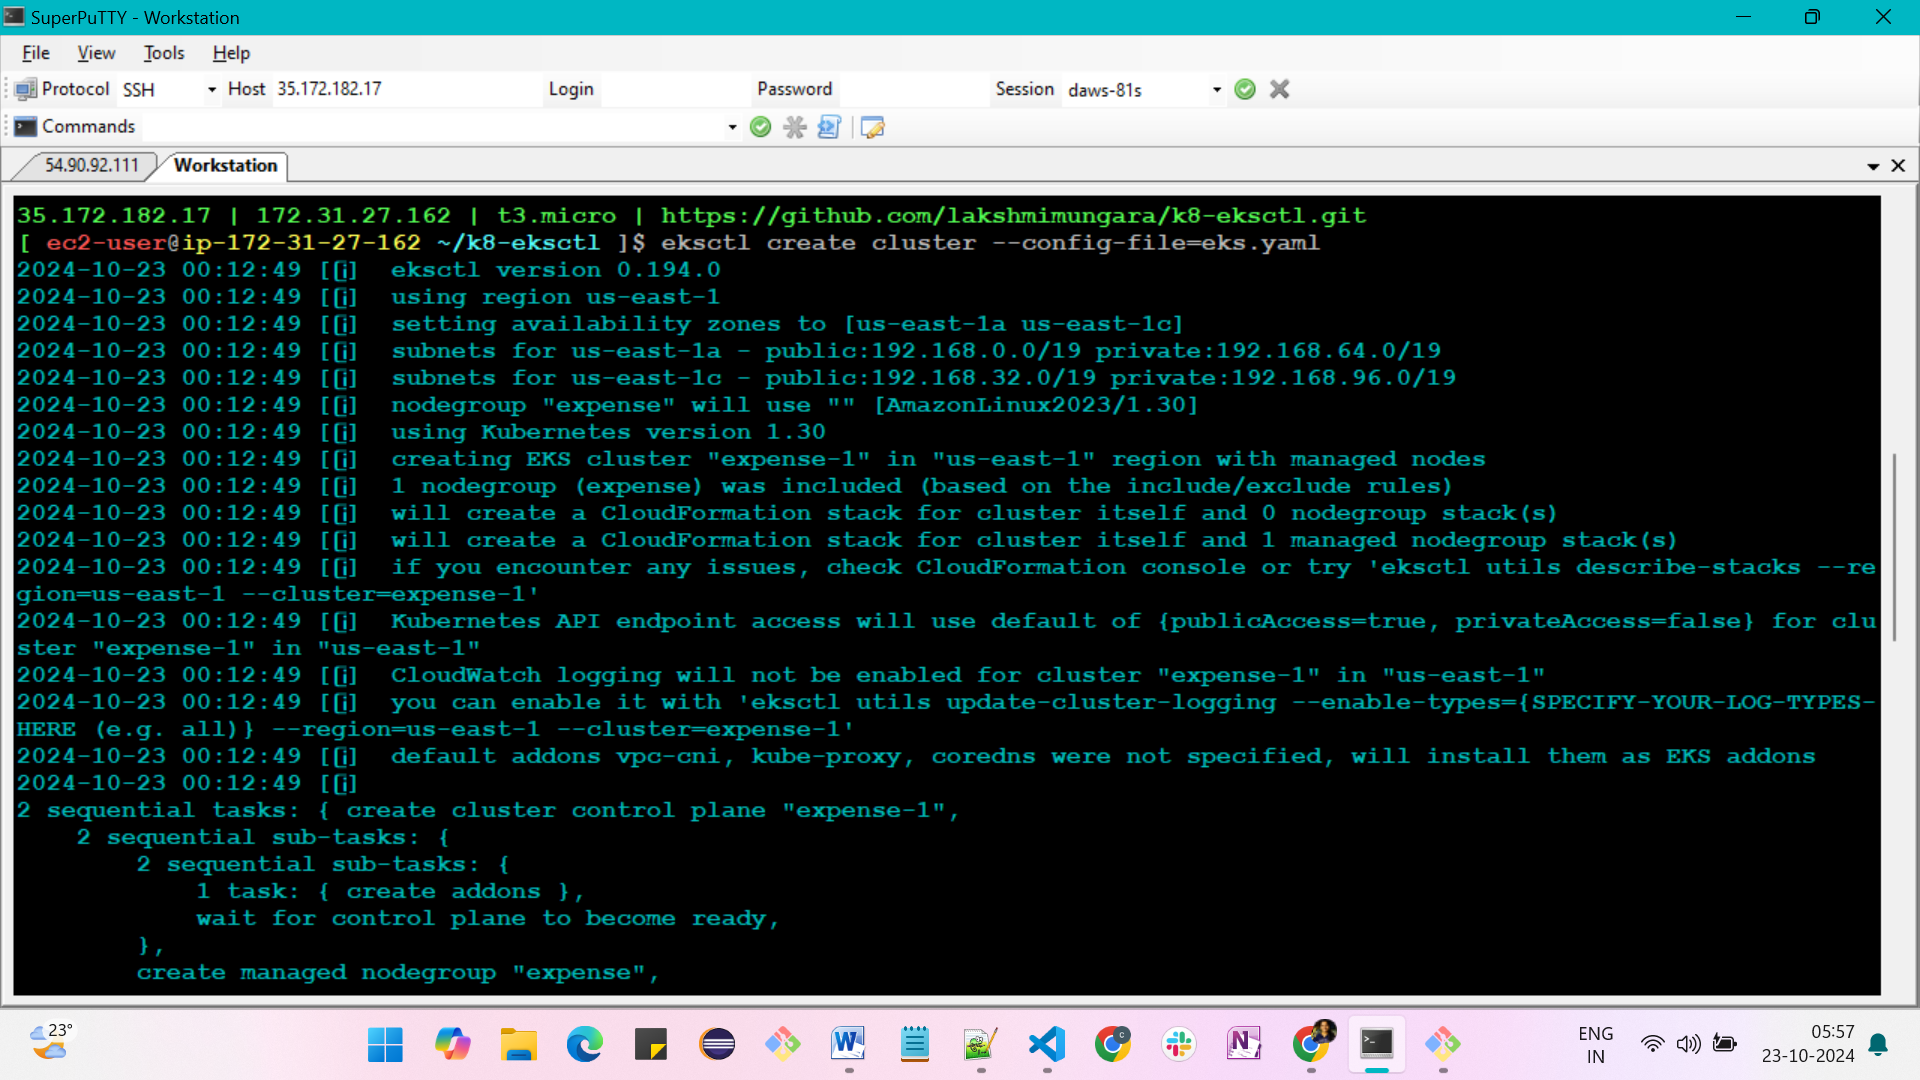 SuperPuTTY - Workstation
File View Tools Help
Protocol SSH Host 35.172.182.17 Login Password Session daws-81s
Commands
54.90.92.111 Workstation
35.172.182.17 | 172.31.27.162 | t3.micro | https://github.com/lakshmimungara/k8-eksctl.git
[ ec2-user@ip-172-31-27-162 ~/k8-eksctl ]$ eksctl create cluster --config-file=eks.yaml
2024-10-23 00:12:49 [ℹ]  eksctl version 0.194.0
2024-10-23 00:12:49 [ℹ]  using region us-east-1
2024-10-23 00:12:49 [ℹ]  setting availability zones to [us-east-1a us-east-1c]
2024-10-23 00:12:49 [ℹ]  subnets for us-east-1a - public:192.168.0.0/19 private:192.168.64.0/19
2024-10-23 00:12:49 [ℹ]  subnets for us-east-1c - public:192.168.32.0/19 private:192.168.96.0/19
2024-10-23 00:12:49 [ℹ]  nodegroup "expense" will use "" [AmazonLinux2023/1.30]
2024-10-23 00:12:49 [ℹ]  using Kubernetes version 1.30
2024-10-23 00:12:49 [ℹ]  creating EKS cluster "expense-1" in "us-east-1" region with managed nodes
2024-10-23 00:12:49 [ℹ]  1 nodegroup (expense) was included (based on the include/exclude rules)
2024-10-23 00:12:49 [ℹ]  will create a CloudFormation stack for cluster itself and 0 nodegroup stack(s)
2024-10-23 00:12:49 [ℹ]  will create a CloudFormation stack for cluster itself and 1 managed nodegroup stack(s)
2024-10-23 00:12:49 [ℹ]  if you encounter any issues, check CloudFormation console or try 'eksctl utils describe-stacks --re
gion=us-east-1 --cluster=expense-1'
2024-10-23 00:12:49 [ℹ]  Kubernetes API endpoint access will use default of {publicAccess=true, privateAccess=false} for clu
ster "expense-1" in "us-east-1"
2024-10-23 00:12:49 [ℹ]  CloudWatch logging will not be enabled for cluster "expense-1" in "us-east-1"
2024-10-23 00:12:49 [ℹ]  you can enable it with 'eksctl utils update-cluster-logging --enable-types={SPECIFY-YOUR-LOG-TYPES-
HERE (e.g. all)} --region=us-east-1 --cluster=expense-1'
2024-10-23 00:12:49 [ℹ]  default addons vpc-cni, kube-proxy, coredns were not specified, will install them as EKS addons
2024-10-23 00:12:49 [ℹ]
2 sequential tasks: { create cluster control plane "expense-1",
    2 sequential sub-tasks: {
        2 sequential sub-tasks: {
            1 task: { create addons },
            wait for control plane to become ready,
        },
        create managed nodegroup "expense",
23°
ENG
IN
05:57
23-10-2024